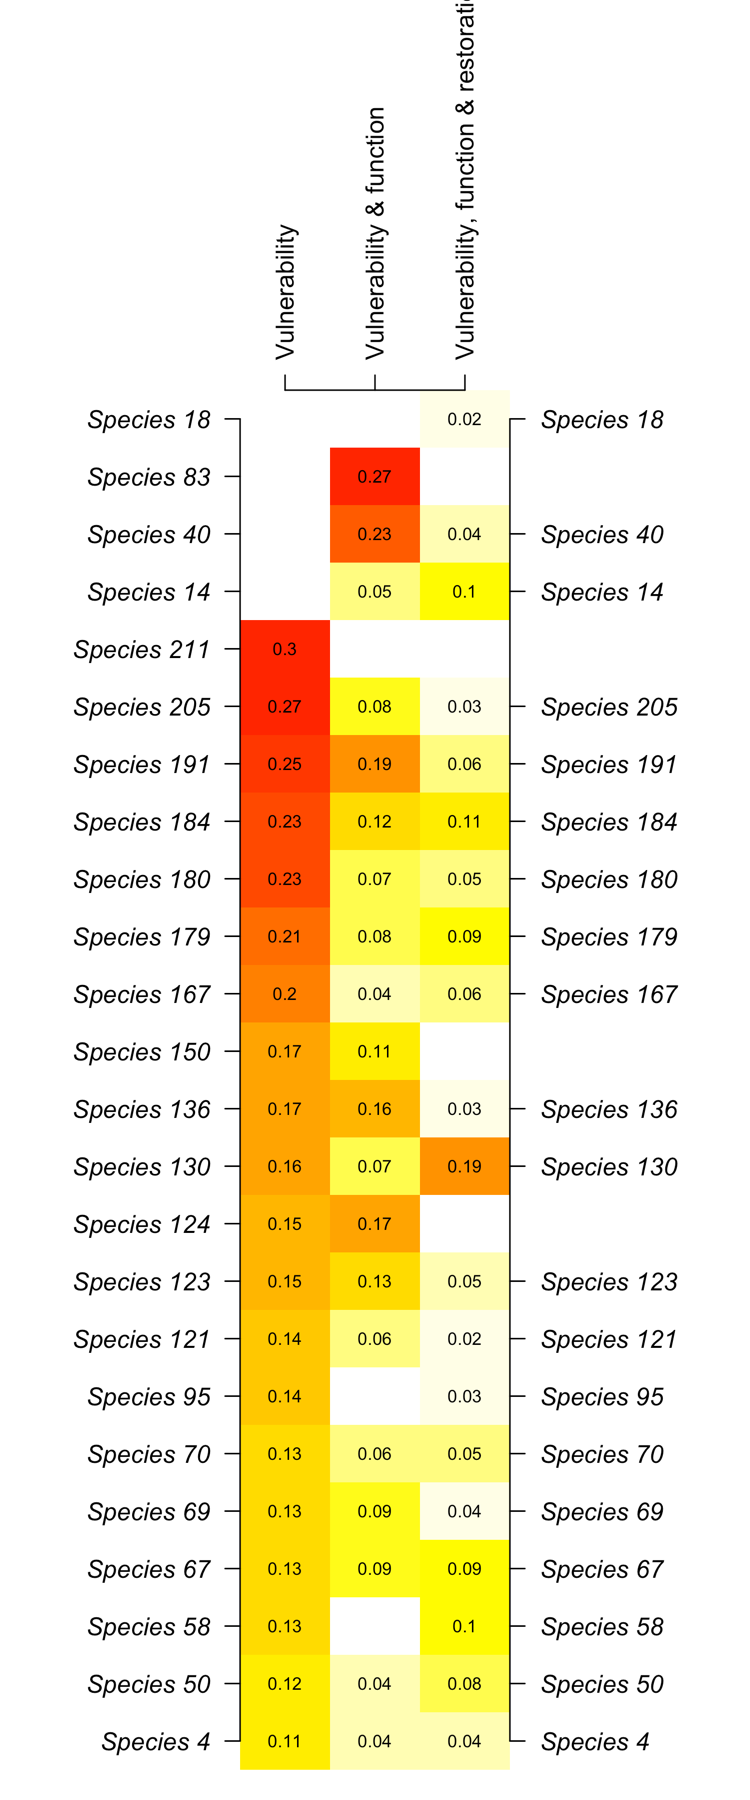 Vulnerability
Vulnerability & function
Vulnerability, function & restorati
Species 18 0.02 Species 18
Species 83 0.27
Species 40 0.23 0.04 Species 40
Species 14 0.05 0.1 Species 14
Species 211 0.3
Species 205 0.27 0.08 0.03 Species 205
Species 191 0.25 0.19 0.06 Species 191
Species 184 0.23 0.12 0.11 Species 184
Species 180 0.23 0.07 0.05 Species 180
Species 179 0.21 0.08 0.09 Species 179
Species 167 0.2 0.04 0.06 Species 167
Species 150 0.17 0.11
Species 136 0.17 0.16 0.03 Species 136
Species 130 0.16 0.07 0.19 Species 130
Species 124 0.15 0.17
Species 123 0.15 0.13 0.05 Species 123
Species 121 0.14 0.06 0.02 Species 121
Species 95 0.14 0.03 Species 95
Species 70 0.13 0.06 0.05 Species 70
Species 69 0.13 0.09 0.04 Species 69
Species 67 0.13 0.09 0.09 Species 67
Species 58 0.13 0.1 Species 58
Species 50 0.12 0.04 0.08 Species 50
Species 4 0.11 0.04 0.04 Species 4